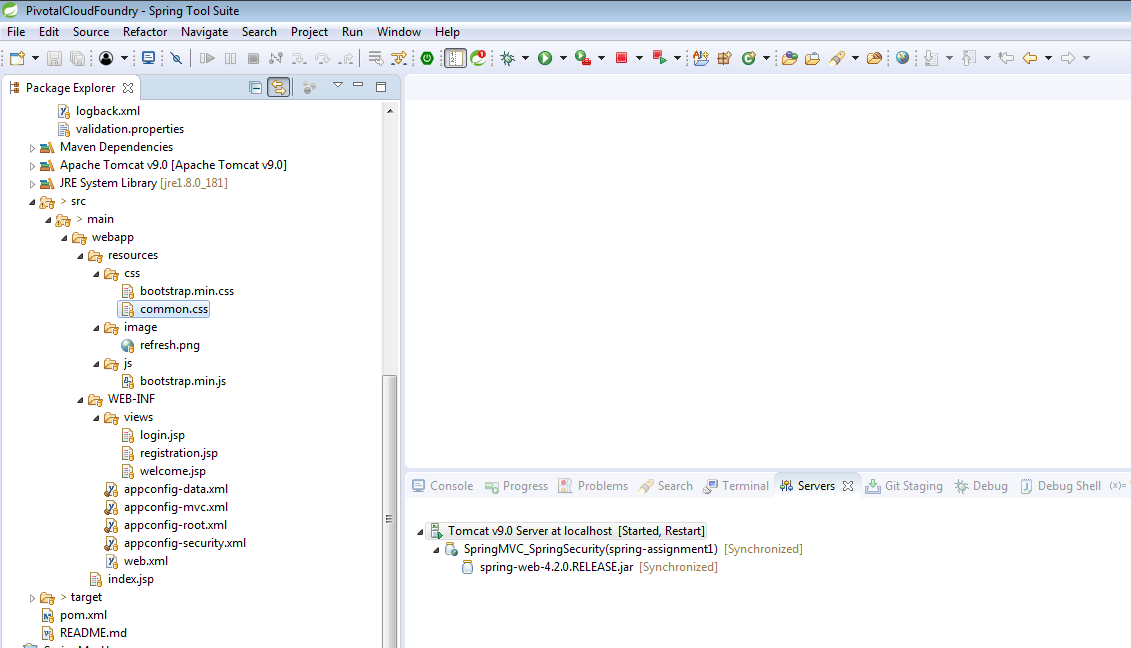 PivotalCloudFoundry - Spring Tool Suite
File Edit Source Refactor Navigate Search Project Run Window Help
Package Explorer
logback.xml
validation.properties
Maven Dependencies
Apache Tomcat v9.0 [Apache Tomcat v9.0]
JRE System Library [jre1.8.0_181]
> src
> main
webapp
resources
css
bootstrap.min.css
common.css
image
refresh.png
js
bootstrap.min.js
WEB-INF
views
login.jsp
registration.jsp
welcome.jsp
appconfig-data.xml
appconfig-mvc.xml
appconfig-root.xml
appconfig-security.xml
web.xml
index.jsp
> target
pom.xml
README.md
Console Progress Problems Search Terminal Servers Git Staging Debug Debug Shell (x)=
Tomcat v9.0 Server at localhost [Started, Restart]
SpringMVC_SpringSecurity(spring-assignment1) [Synchronized]
spring-web-4.2.0.RELEASE.jar [Synchronized]